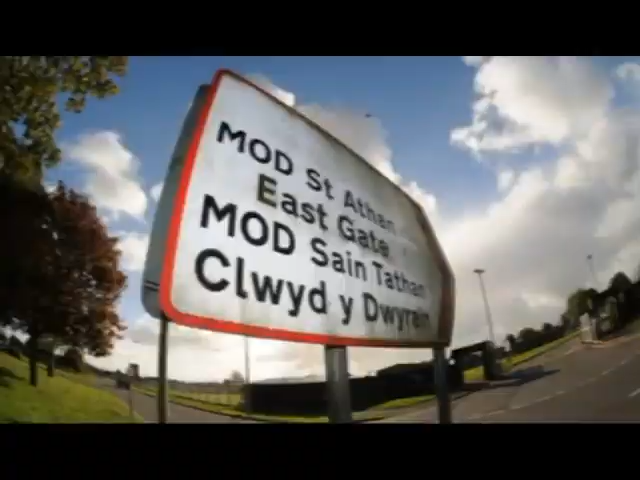 MOD St Athan
East Gate
MOD Sain Tathan
Clwyd y Dwyrain